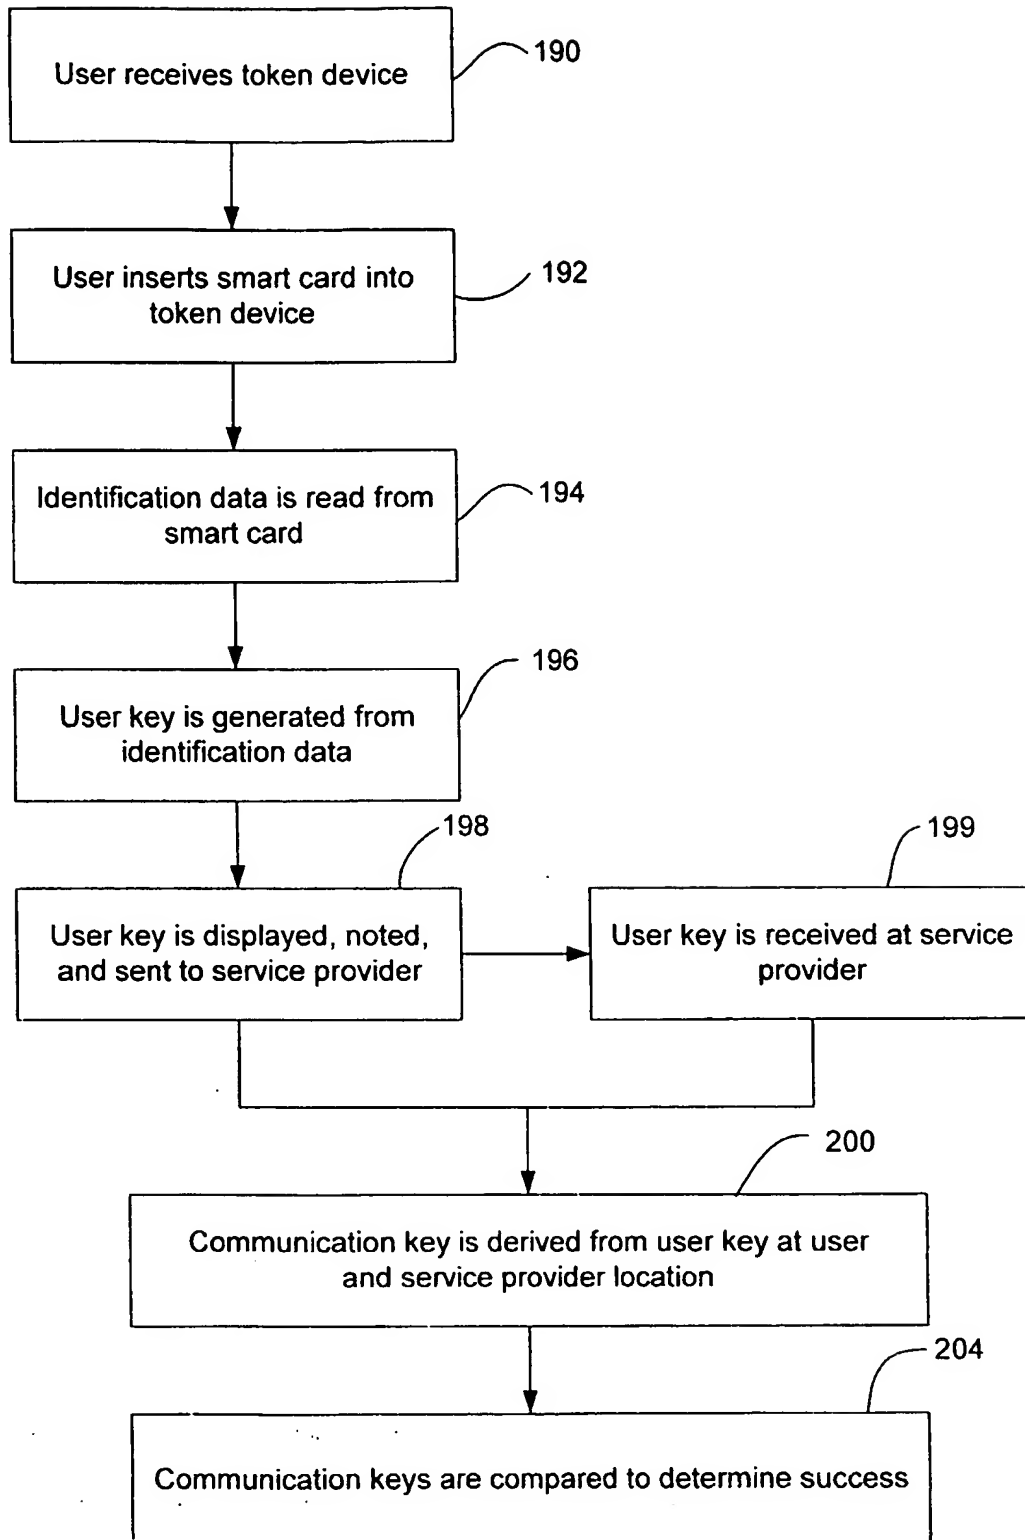 User receives token device
190
User inserts smart card into
token device
192
Identification data is read from
smart card
194
User key is generated from
identification data
196
User key is displayed, noted,
and sent to service provider
198
User key is received at service
provider
199
Communication key is derived from user key at user
and service provider location
200
Communication keys are compared to determine success
204